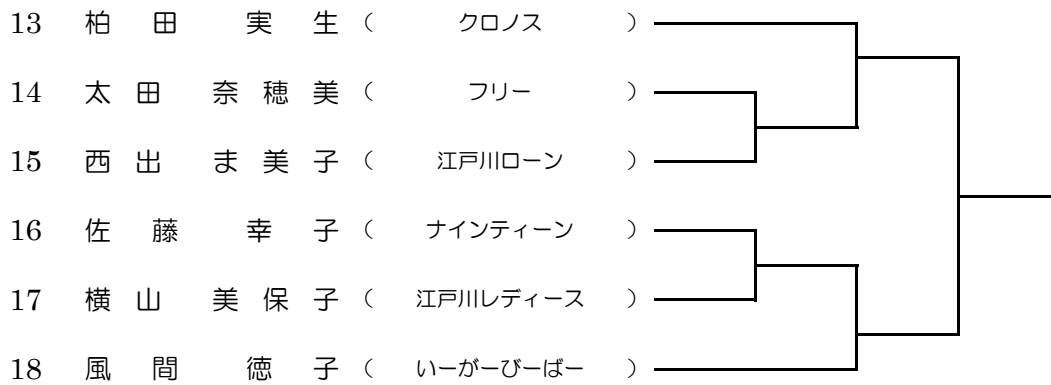 13 柏田 実生（クロノス）
14 太田 奈穂美（フリー）
15 西出 ま美子（江戸川ローン）
16 佐藤 幸子（ナインティーン）
17 横山 美保子（江戸川レディース）
18 風間 徳子（いーがーびーばー）